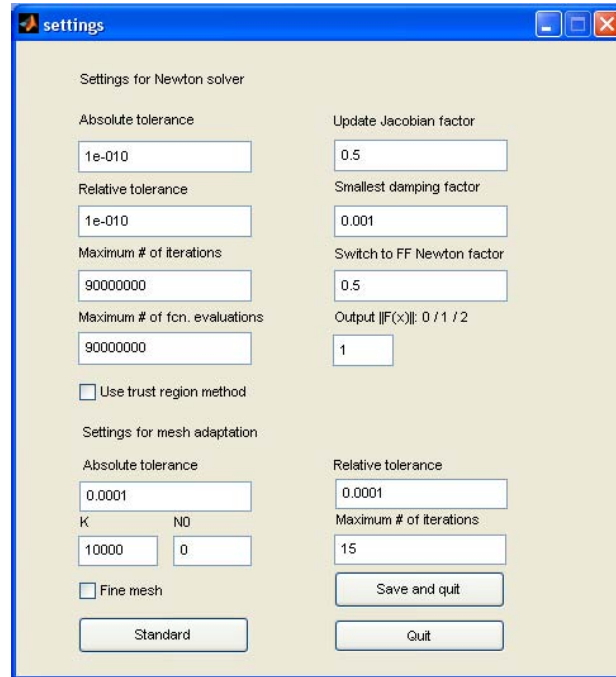 settings
Settings for Newton solver
Absolute tolerance
Update Jacobian factor
1e-010
0.5
Relative tolerance
Smallest damping factor
1e-010
0.001
Maximum # of iterations
Switch to FF Newton factor
90000000
0.5
Maximum # of fcn. evaluations
Output ||F(x)||: 0 / 1 / 2
90000000
1
Use trust region method
Settings for mesh adaptation
Absolute tolerance
Relative tolerance
0.0001
0.0001
K
N0
Maximum # of iterations
10000
0
15
Fine mesh
Save and quit
Standard
Quit